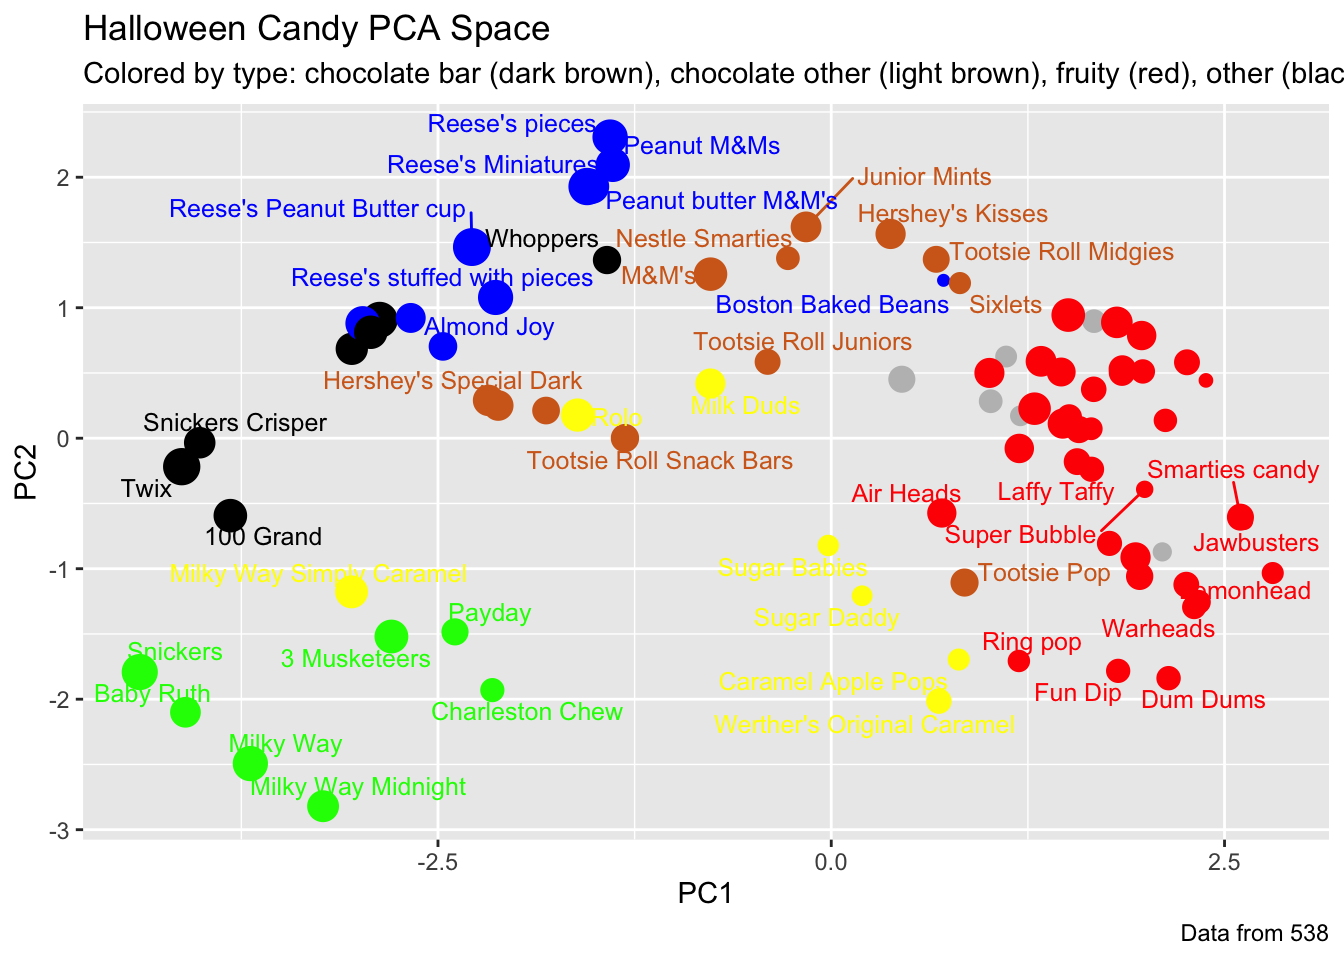 Halloween Candy PCA Space
Colored by type: chocolate bar (dark brown), chocolate other (light brown), fruity (red), other (blac
Reese's pieces
Peanut M&Ms
Reese's Miniatures
Junior Mints
Peanut butter M&M's
Reese's Peanut Butter cup
Hershey's Kisses
Whoppers
Nestle Smarties
Tootsie Roll Midgies
Reese's stuffed with pieces
M&M's
Boston Baked Beans
Sixlets
Almond Joy
Tootsie Roll Juniors
Hershey's Special Dark
Milk Duds
Rolo
Snickers Crisper
Tootsie Roll Snack Bars
Smarties candy
Twix
Air Heads
Laffy Taffy
100 Grand
Super Bubble
Jawbusters
Milky Way Simply Caramel
Sugar Babies
Tootsie Pop
Lemonhead
Payday
Sugar Daddy
Warheads
Snickers
3 Musketeers
Ring pop
Baby Ruth
Caramel Apple Pops
Fun Dip
Dum Dums
Charleston Chew
Werther's Original Caramel
Milky Way
Milky Way Midnight
2
1
0
-1
-2
-3
PC2
-2.5
0.0
2.5
PC1
Data from 538